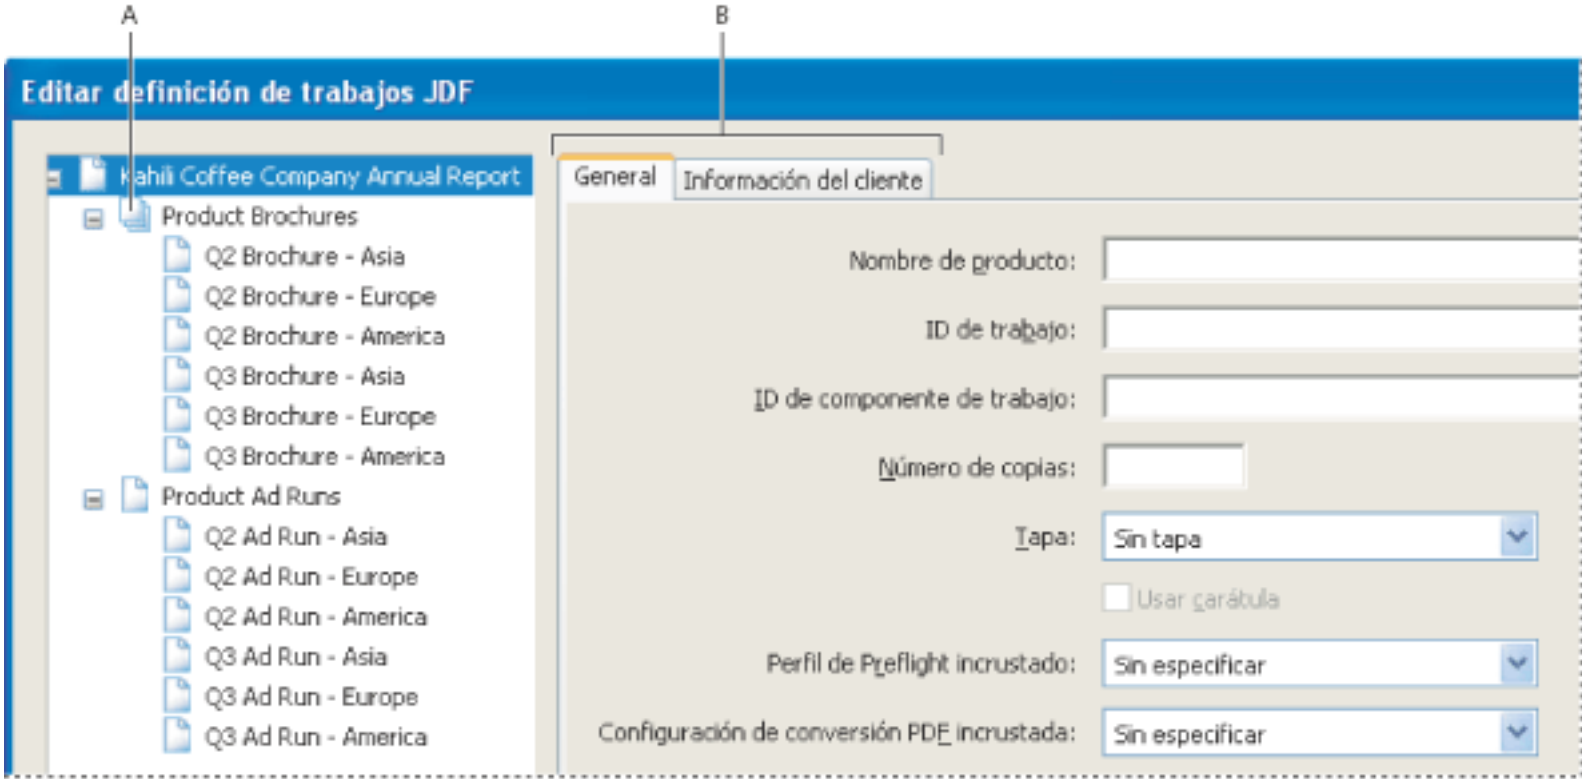 A
B
Editar definición de trabajos JDF
Kahili Coffee Company Annual Report
Product Brochures
Q2 Brochure - Asia
Q2 Brochure - Europe
Q2 Brochure - America
Q3 Brochure - Asia
Q3 Brochure - Europe
Q3 Brochure - America
Product Ad Runs
Q2 Ad Run - Asia
Q2 Ad Run - Europe
Q2 Ad Run - America
Q3 Ad Run - Asia
Q3 Ad Run - Europe
Q3 Ad Run - America
General
Información del cliente
Nombre de producto:
ID de trabajo:
ID de componente de trabajo:
Número de copias:
Tapa: Sin tapa
Usar carátula
Perfil de Preflight incrustado: Sin especificar
Configuración de conversión PDF incrustada: Sin especificar